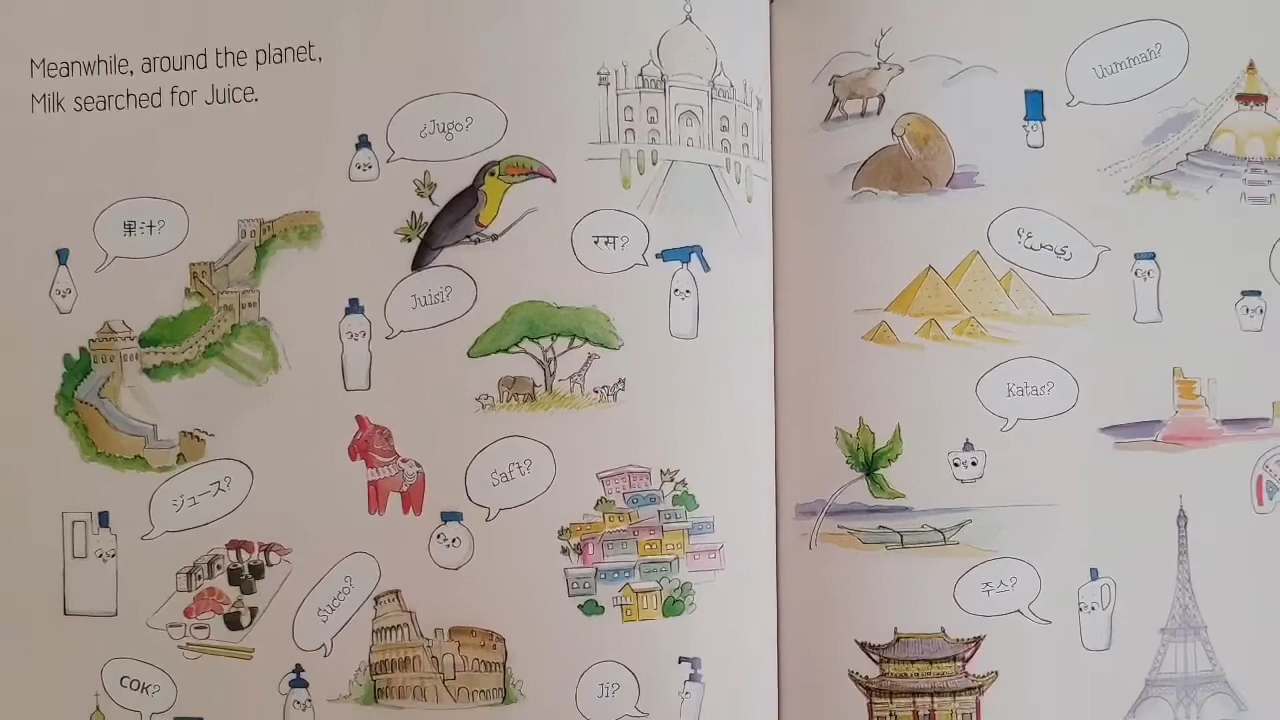 Meanwhile, around the planet,
Milk searched for Juice.
¿Jugo?
果汁?
रस?
Juisi?
ジュース?
Saft?
Succo?
СОК?
Ji?
Uummah?
عصير؟
Katas?
주스?